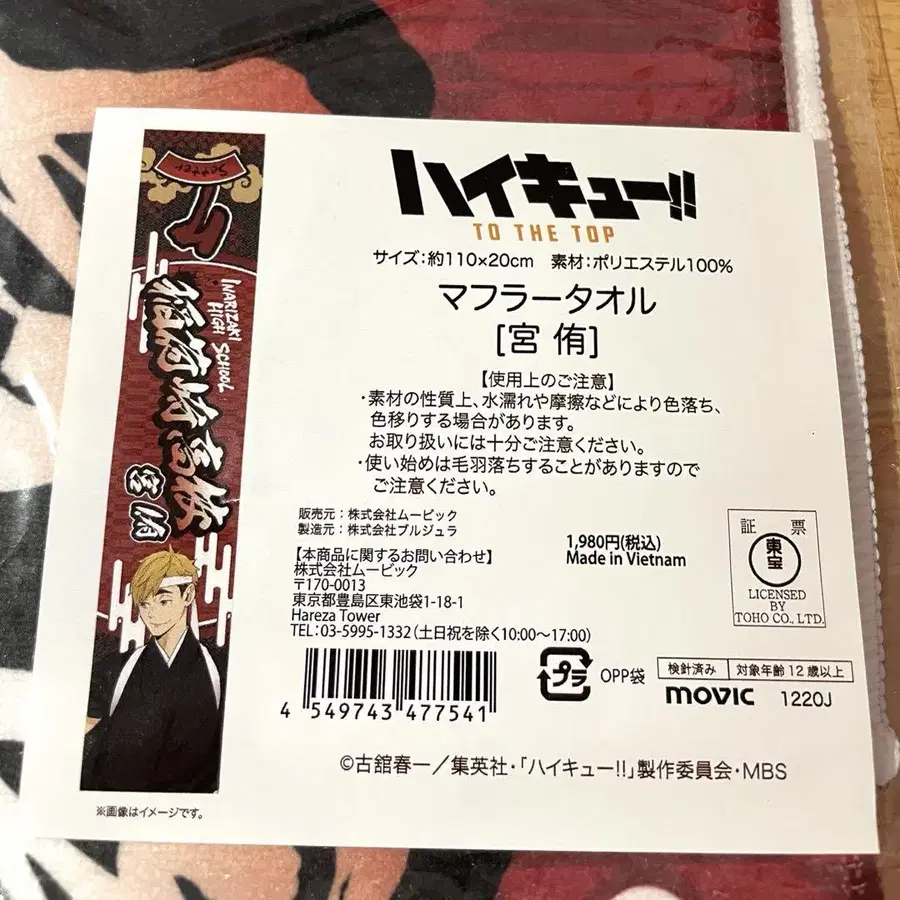 Setter
INARIZAKI
HIGH SCHOOL
稲荷崎高校
宮 侑
ハイキュー!!
TO THE TOP
サイズ:約110×20cm 素材:ポリエステル100%
マフラータオル
[宮 侑]
【使用上のご注意】
・素材の性質上、水濡れや摩擦などにより色落ち、
色移りする場合があります。
お取り扱いには十分ご注意ください。
・使い始めは毛羽落ちすることがありますので
ご注意ください。
販売元:株式会社ムービック
製造元:株式会社ブルジュラ
【本商品に関するお問い合わせ】
株式会社ムービック
〒170-0013
東京都豊島区東池袋1-18-1
Hareza Tower
TEL:03-5995-1332(土日祝を除く10:00〜17:00)
1,980円(税込)
Made in Vietnam
証 票
東宝
LICENSED
BY
TOHO CO., LTD.
4 549743 477541
プラ
OPP袋
検針済み 対象年齢12歳以上
movic 1220J
©古舘春一/集英社・「ハイキュー!!」製作委員会・MBS
※画像はイメージです。